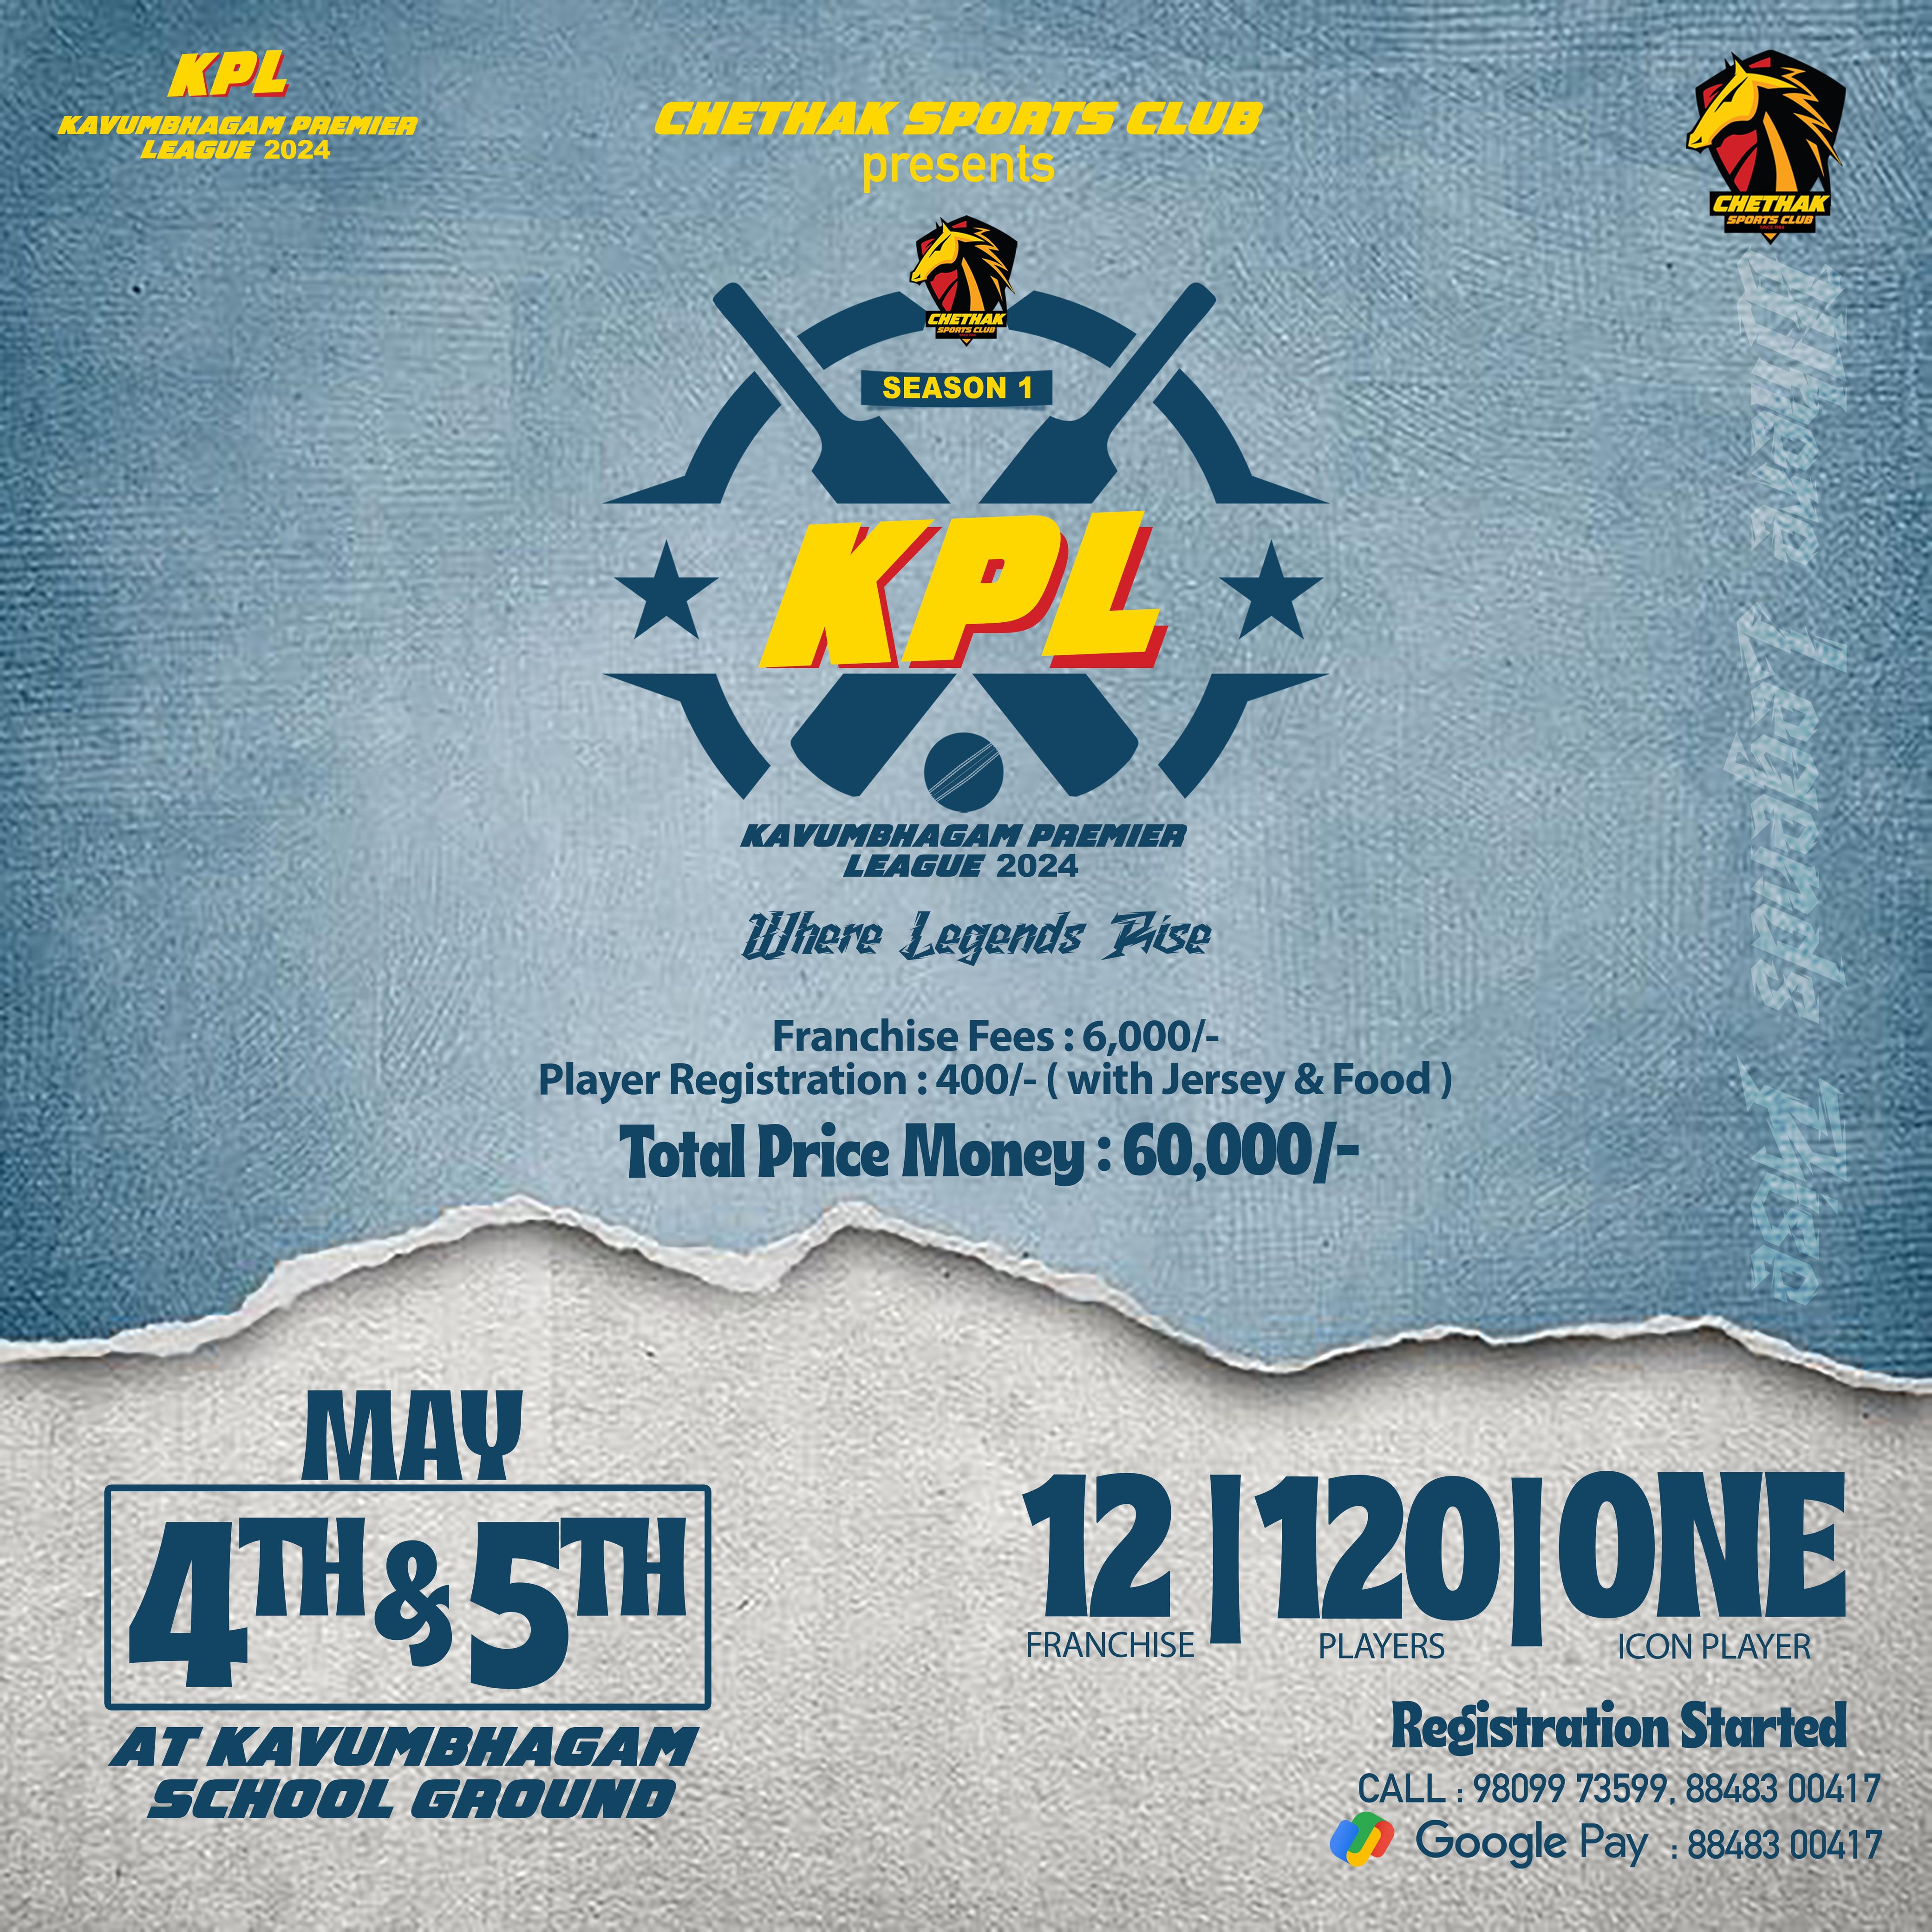 KPL
KAVUMBHAGAM PREMIER
LEAGUE 2024
CHETHAK SPORTS CLUB
presents
CHETHAK
SPORTS CLUB
SINCE 1984
CHETHAK
SPORTS CLUB
SEASON 1
KPL
KAVUMBHAGAM PREMIER
LEAGUE 2024
Where Legends Rise
Where Legends Rise
Franchise Fees : 6,000/-
Player Registration : 400/- ( with Jersey & Food )
Total Price Money : 60,000/-
MAY
4TH & 5TH
AT KAVUMBHAGAM
SCHOOL GROUND
12 | 120 | ONE
FRANCHISE PLAYERS ICON PLAYER
Registration Started
CALL : 98099 73599, 88483 00417
Google Pay : 88483 00417